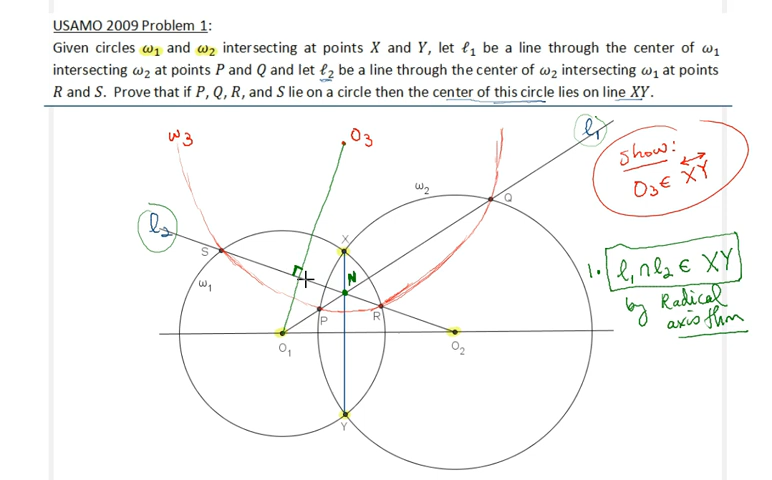 USAMO 2009 Problem 1:
Given circles ω1 and ω2 intersecting at points X and Y, let ℓ1 be a line through the center of ω1
intersecting ω2 at points P and Q and let ℓ2 be a line through the center of ω2 intersecting ω1 at points
R and S. Prove that if P, Q, R, and S lie on a circle then the center of this circle lies on line XY.
ω3
O3
ℓ1
Show:
O3 ∈ XY
ω2
Q
ℓ2
S
X
ω1
N
P
R
1. ℓ1 ∩ ℓ2 ∈ XY
by Radical
axis thm
O1
O2
Y